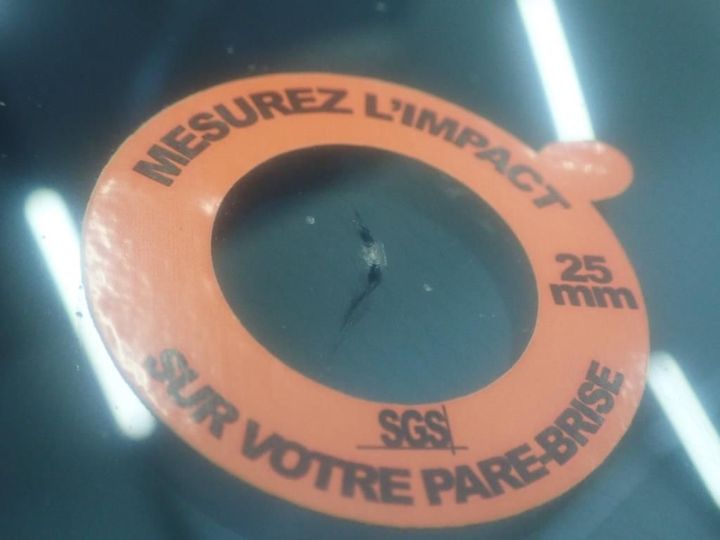 MESUREZ L'IMPACT
25
mm
SUR VOTRE PARE-BRISE
SGS